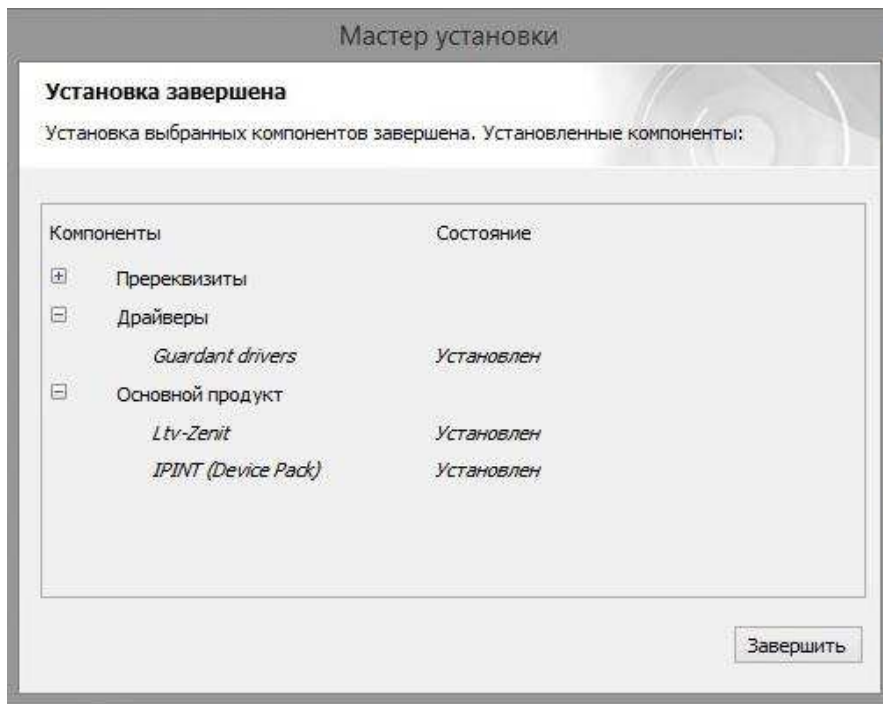 Мастер установки
Установка завершена
Установка выбранных компонентов завершена. Установленные компоненты:
Компоненты Состояние
Пререквизиты
Драйверы
Guardant drivers Установлен
Основной продукт
Ltv-Zenit Установлен
IPINT (Device Pack) Установлен
Завершить